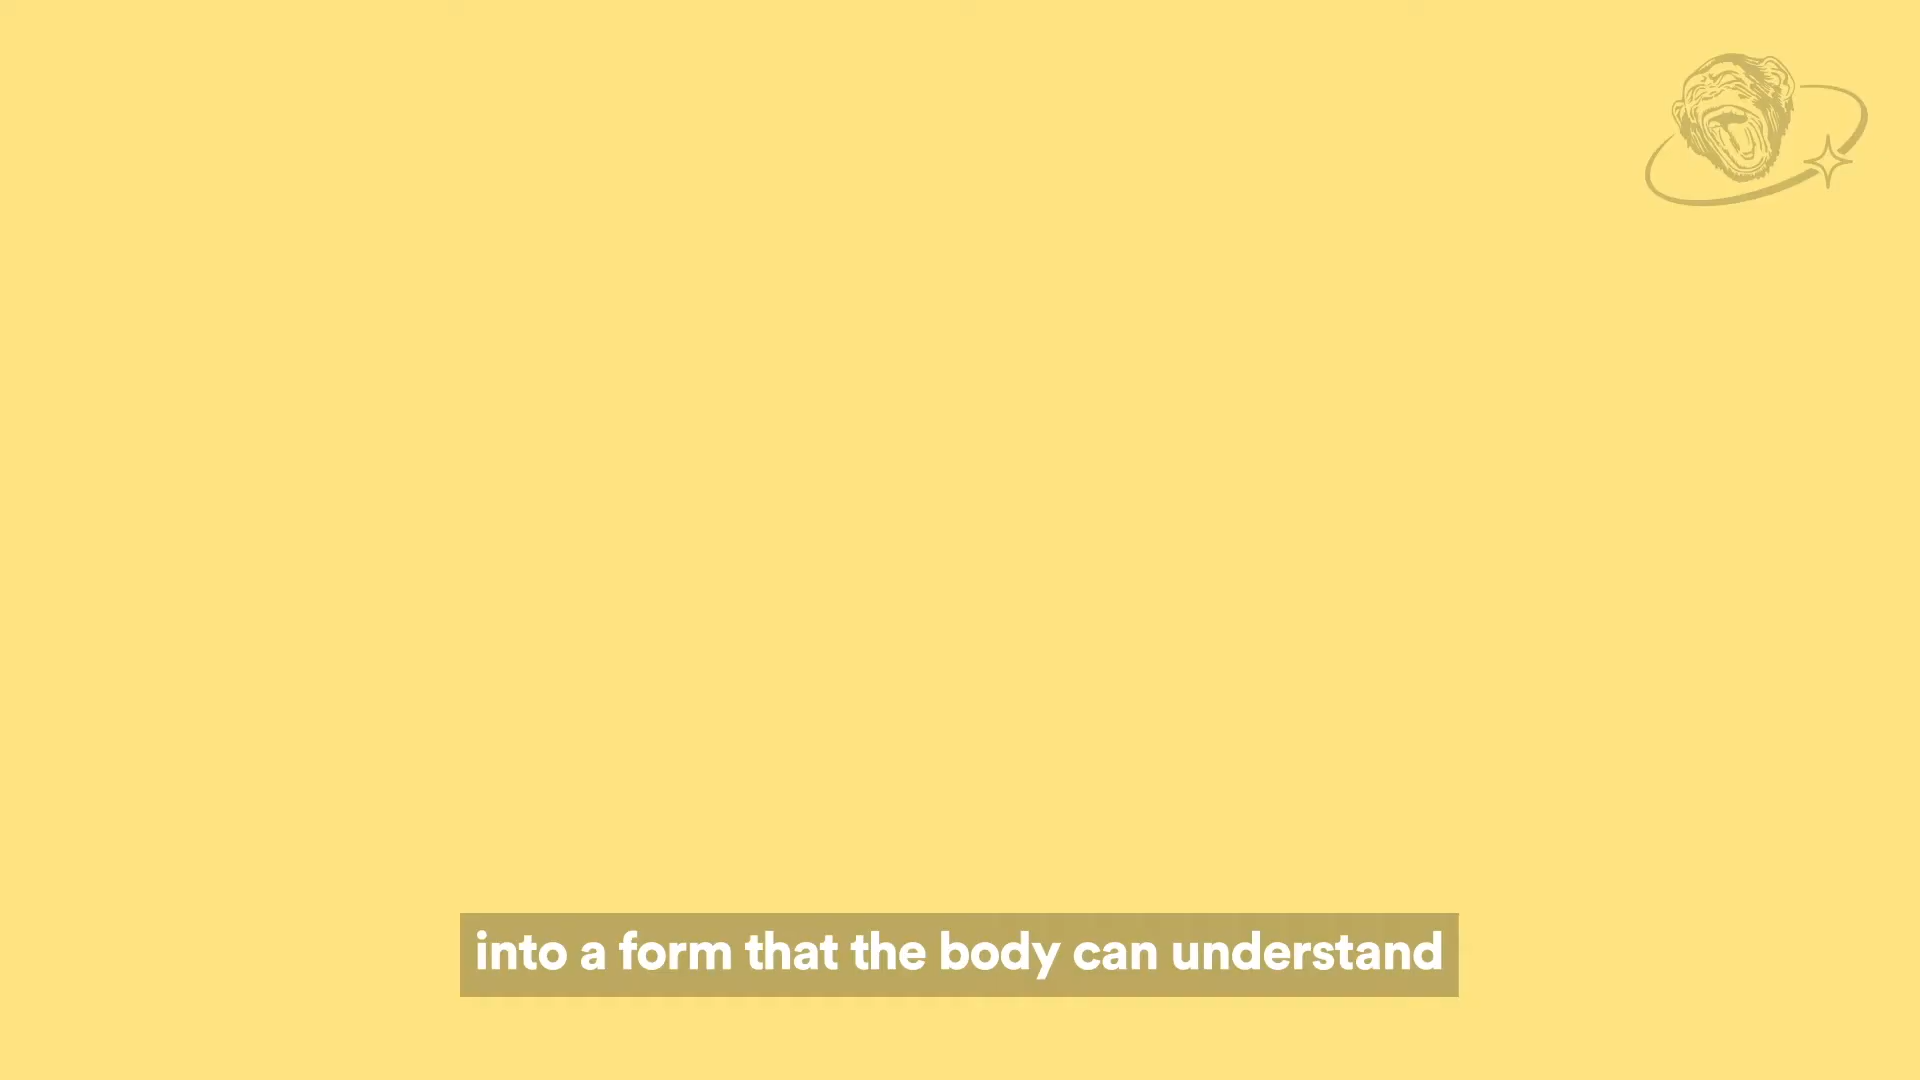 into a form that the body can understand